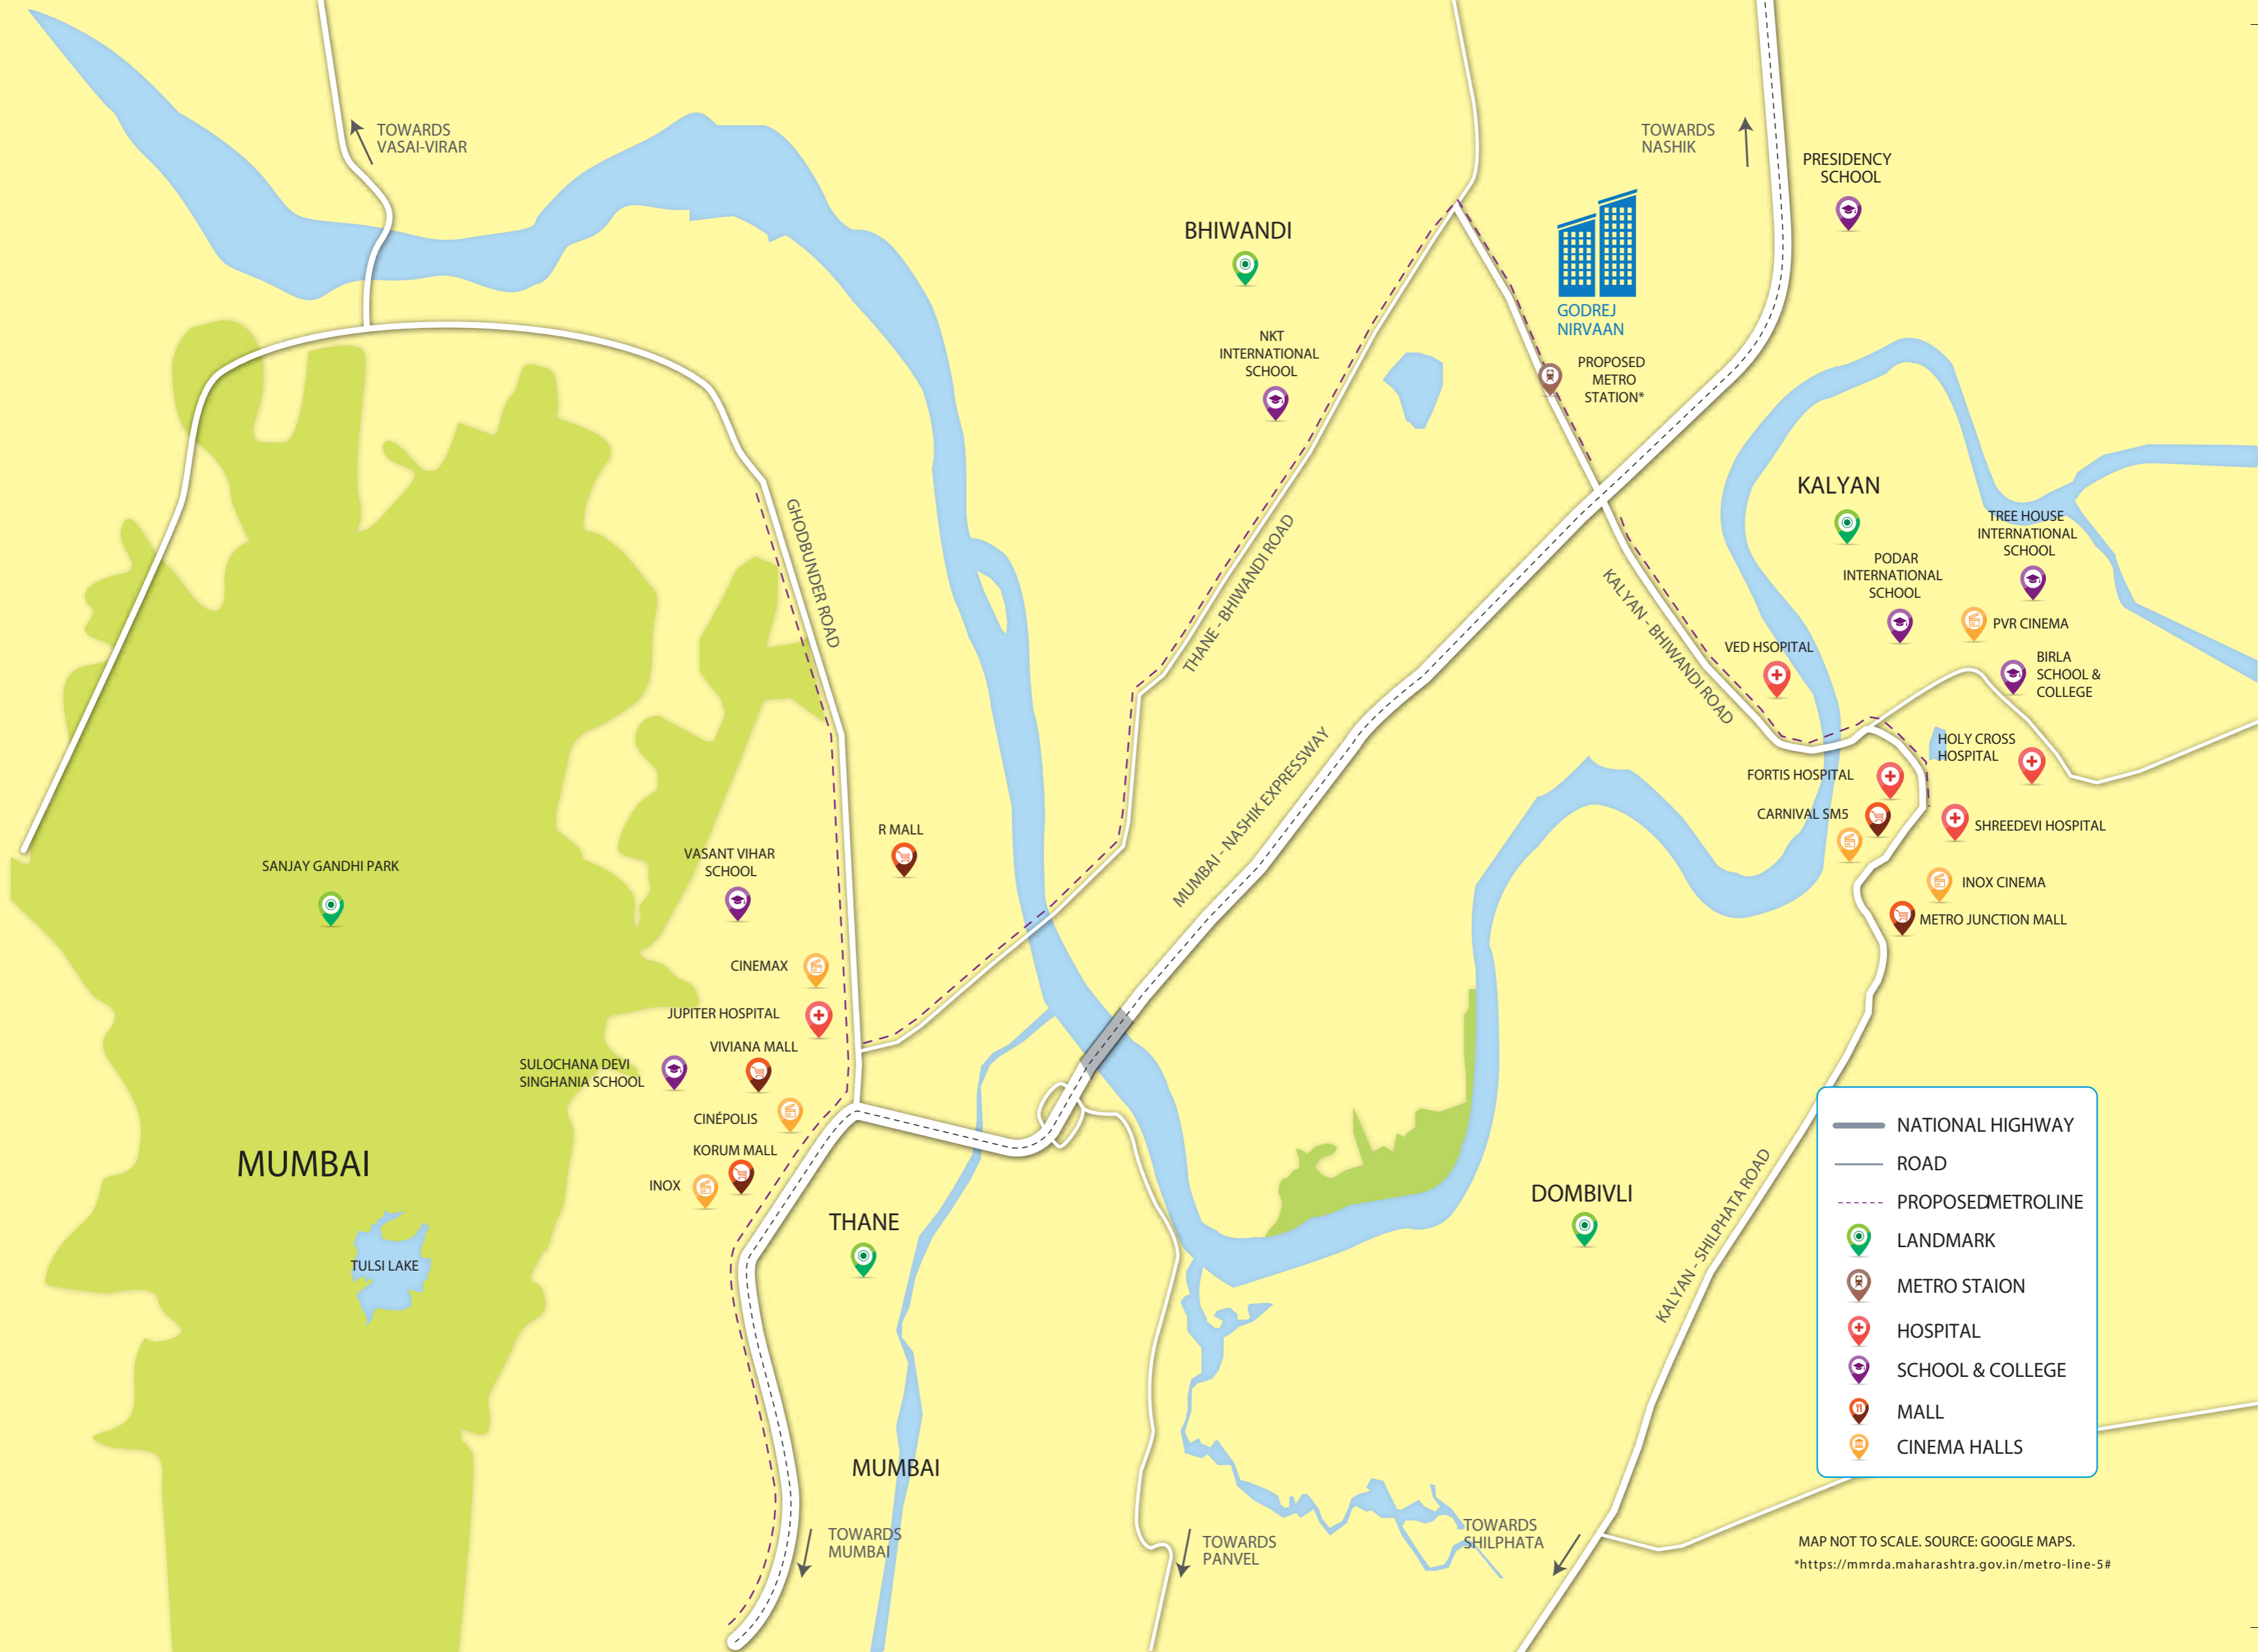 TOWARDS
VASAI-VIRAR
TOWARDS
NASHIK
PRESIDENCY
SCHOOL
BHIWANDI
GODREJ
NIRVAAN
NKT
INTERNATIONAL
SCHOOL
PROPOSED
METRO
STATION*
KALYAN
TREE HOUSE
INTERNATIONAL
SCHOOL
PODAR
INTERNATIONAL
SCHOOL
PVR CINEMA
BIRLA
SCHOOL &
COLLEGE
GHODBUNDER ROAD
THANE - BHIWANDI ROAD
KALYAN - BHIWANDI ROAD
VED HSOPITAL
HOLY CROSS
HOSPITAL
FORTIS HOSPITAL
CARNIVAL SM5
SHREEDEVI HOSPITAL
INOX CINEMA
METRO JUNCTION MALL
MUMBAI - NASHIK EXPRESSWAY
R MALL
VASANT VIHAR
SCHOOL
SANJAY GANDHI PARK
CINEMAX
JUPITER HOSPITAL
VIVIANA MALL
SULOCHANA DEVI
SINGHANIA SCHOOL
CINÉPOLIS
KORUM MALL
INOX
MUMBAI
TULSI LAKE
THANE
DOMBIVLI
KALYAN - SHILPHATA ROAD
MUMBAI
TOWARDS
MUMBAI
TOWARDS
PANVEL
TOWARDS
SHILPHATA
NATIONAL HIGHWAY
ROAD
PROPOSEDMETROLINE
LANDMARK
METRO STAION
HOSPITAL
SCHOOL & COLLEGE
MALL
CINEMA HALLS
MAP NOT TO SCALE. SOURCE: GOOGLE MAPS.
*https://mmrda.maharashtra.gov.in/metro-line-5#